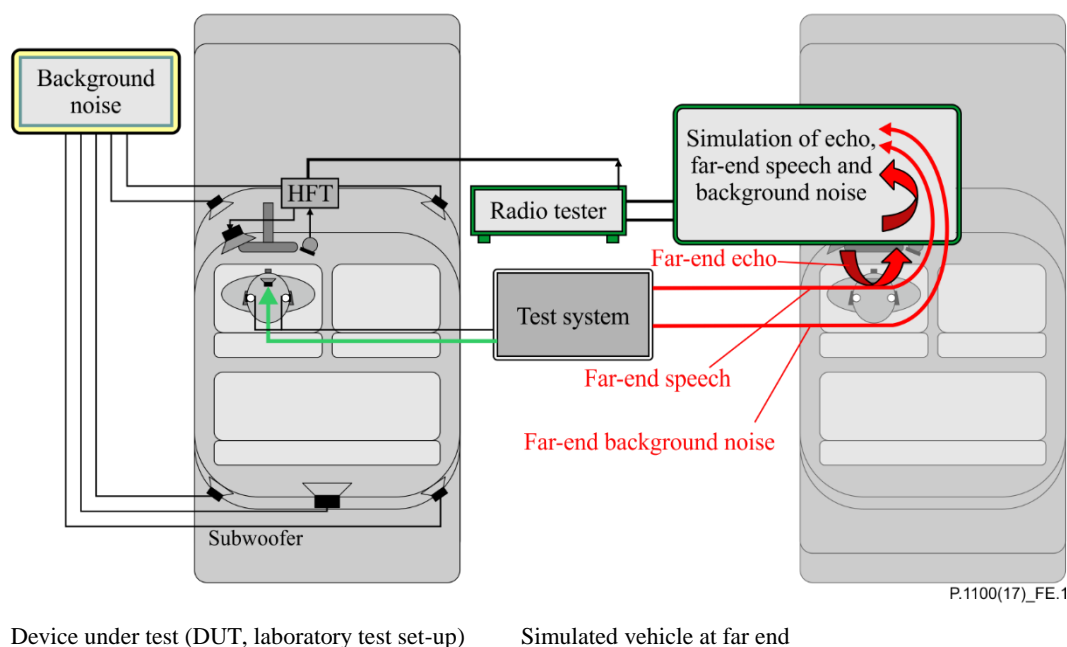 Background
noise
HFT
Radio tester
Simulation of echo,
far-end speech and
background noise
Far-end echo
Test system
Far-end speech
Far-end background noise
Subwoofer
P.1100(17)_FE.1
Device under test (DUT, laboratory test set-up)
Simulated vehicle at far end